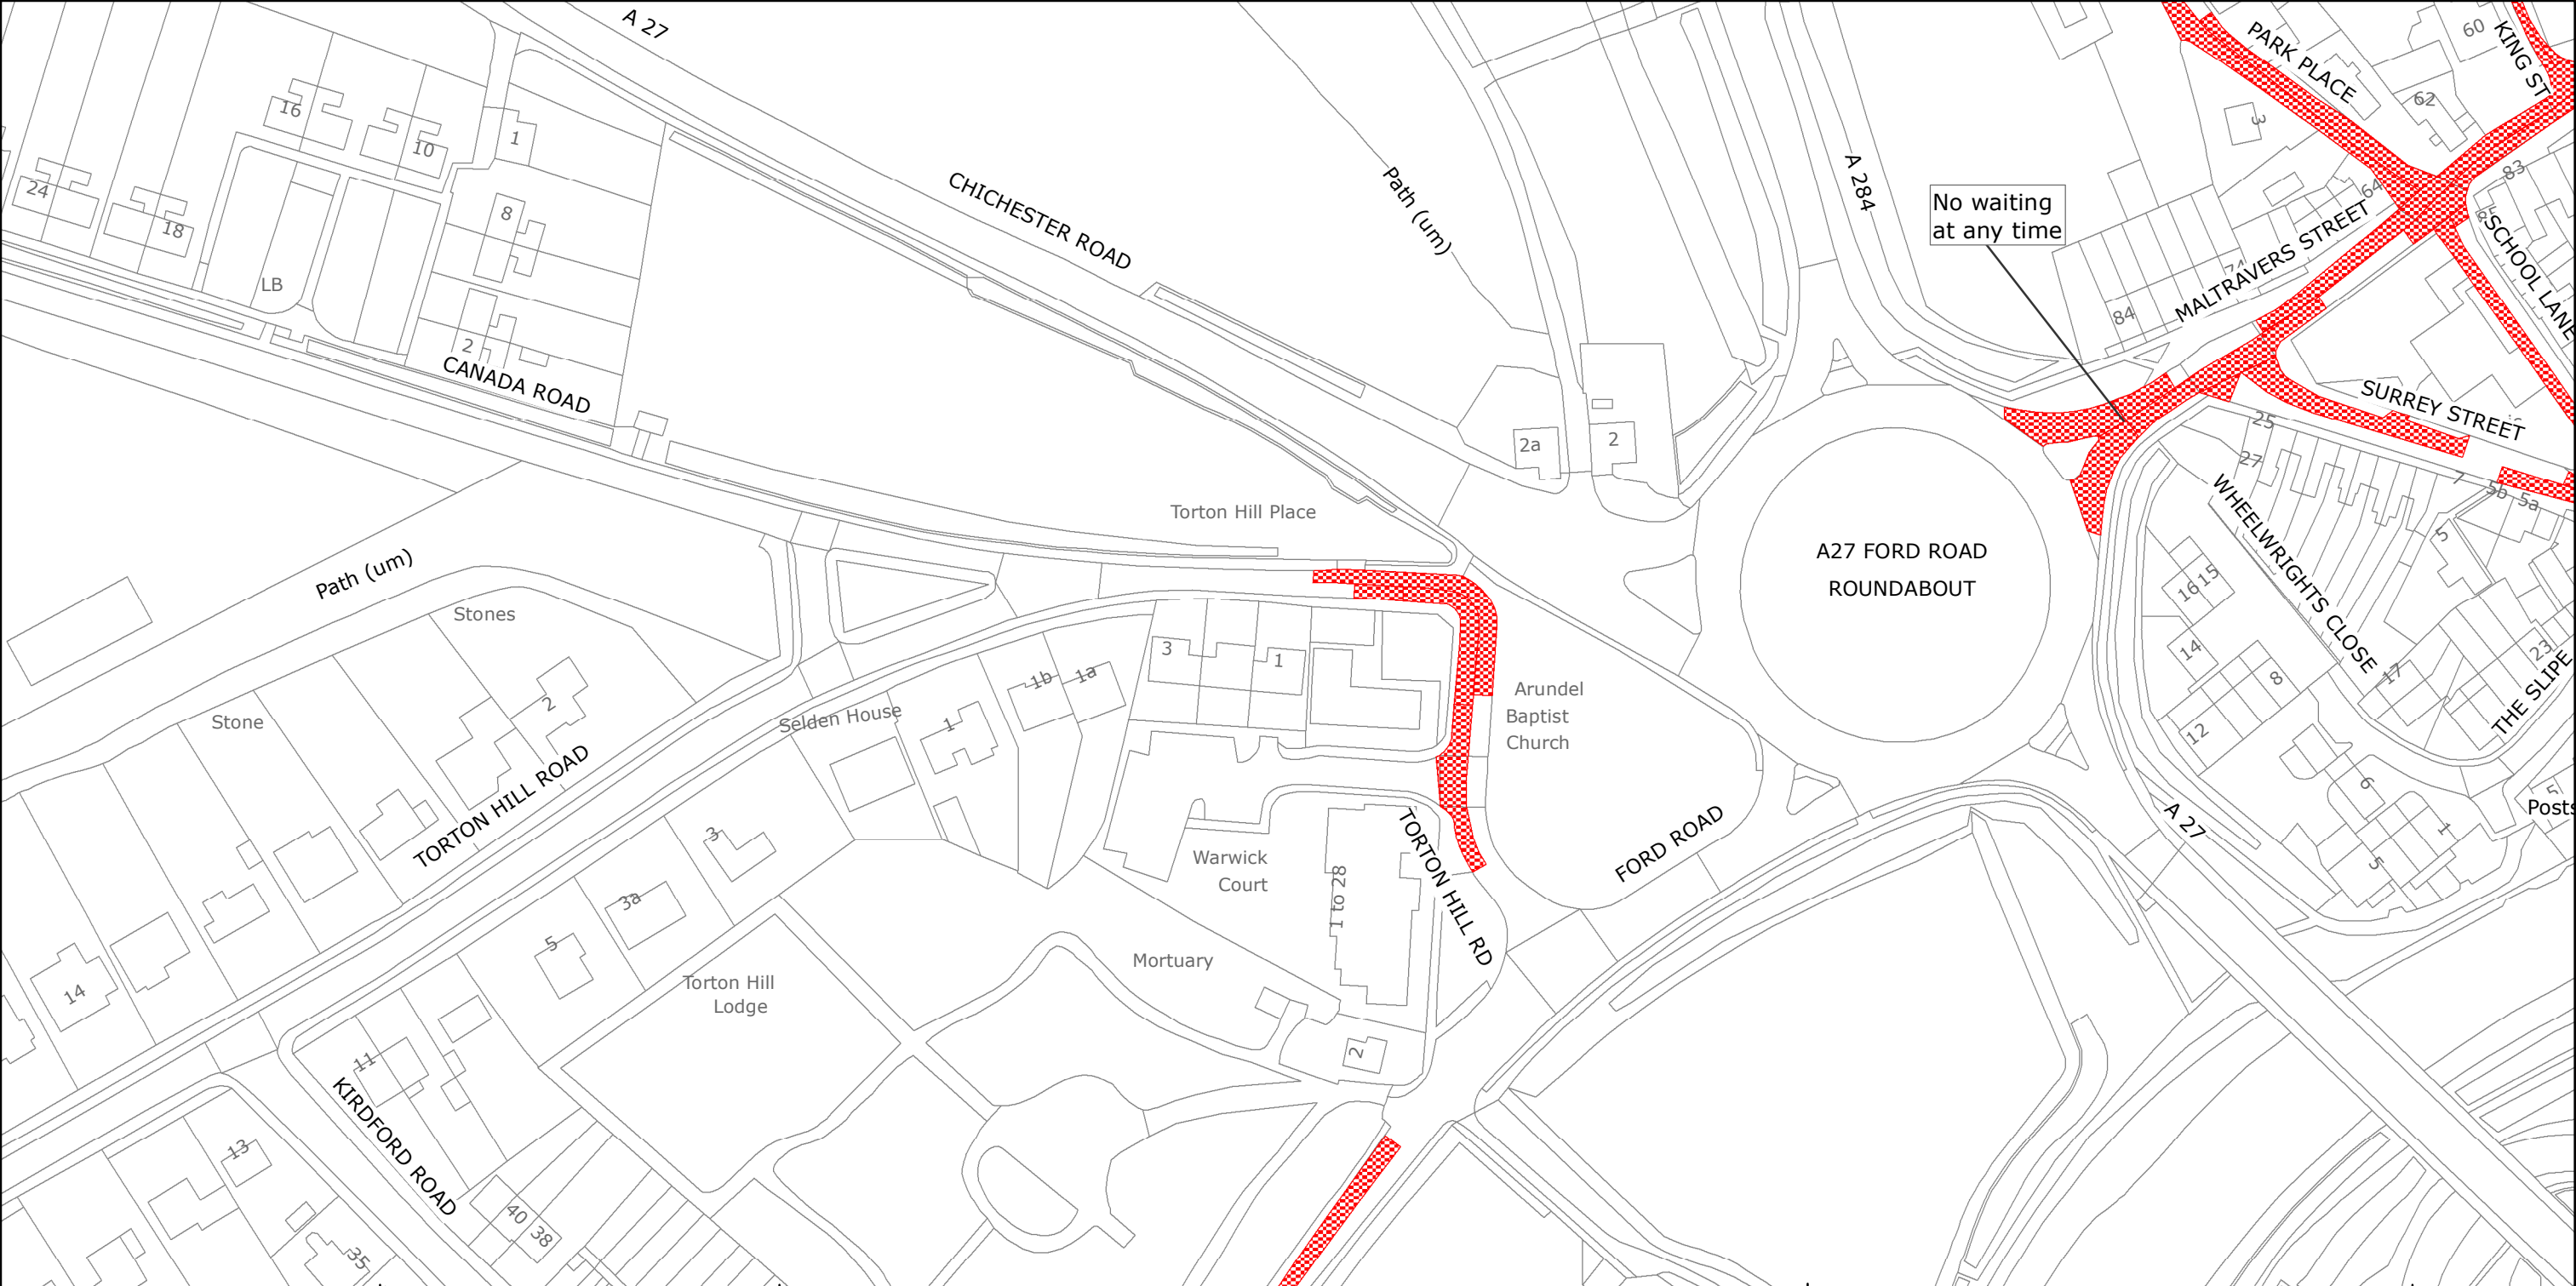 A 27
PARK PLACE
60
KING ST
16
10
1
62
3
83
24
18
8
CHICHESTER ROAD
Path (um)
A 284
No waiting
at any time
64
MALTRAVERS STREET
SCHOOL LANE
LB
74
84
2
CANADA ROAD
SURREY STREET
25
27
7
5b
5a
2a
2
Torton Hill Place
WHEELWRIGHTS CLOSE
5
A27 FORD ROAD
ROUNDABOUT
Path (um)
Stones
16
15
14
8
12
17
23
THE SLIPE
3
1
1b
1a
Arundel
Baptist
Church
Selden House
1
Stone
2
TORTON HILL ROAD
3
3a
5
14
Warwick
Court
1 to 28
TORTON HILL RD
FORD ROAD
A 27
6
1
5
5
Posts
Mortuary
Torton Hill
Lodge
2
11
KIRDFORD ROAD
13
40
38
35